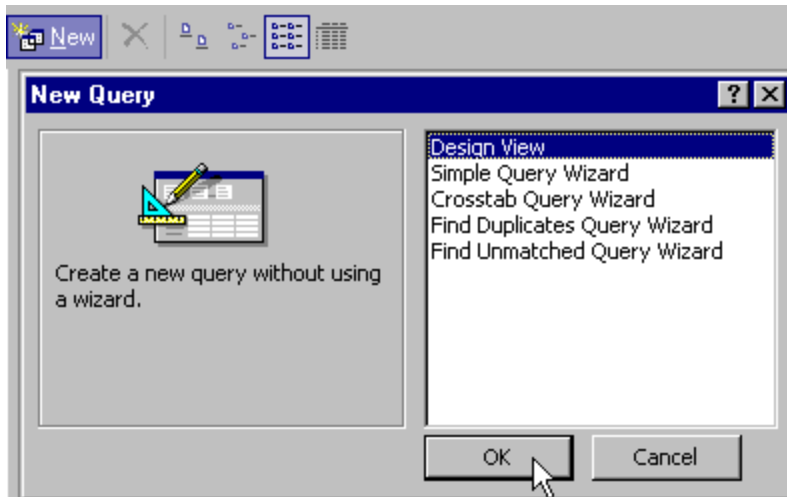 New
New Query
Design View
Simple Query Wizard
Crosstab Query Wizard
Find Duplicates Query Wizard
Find Unmatched Query Wizard
Create a new query without using
a wizard.
OK
Cancel